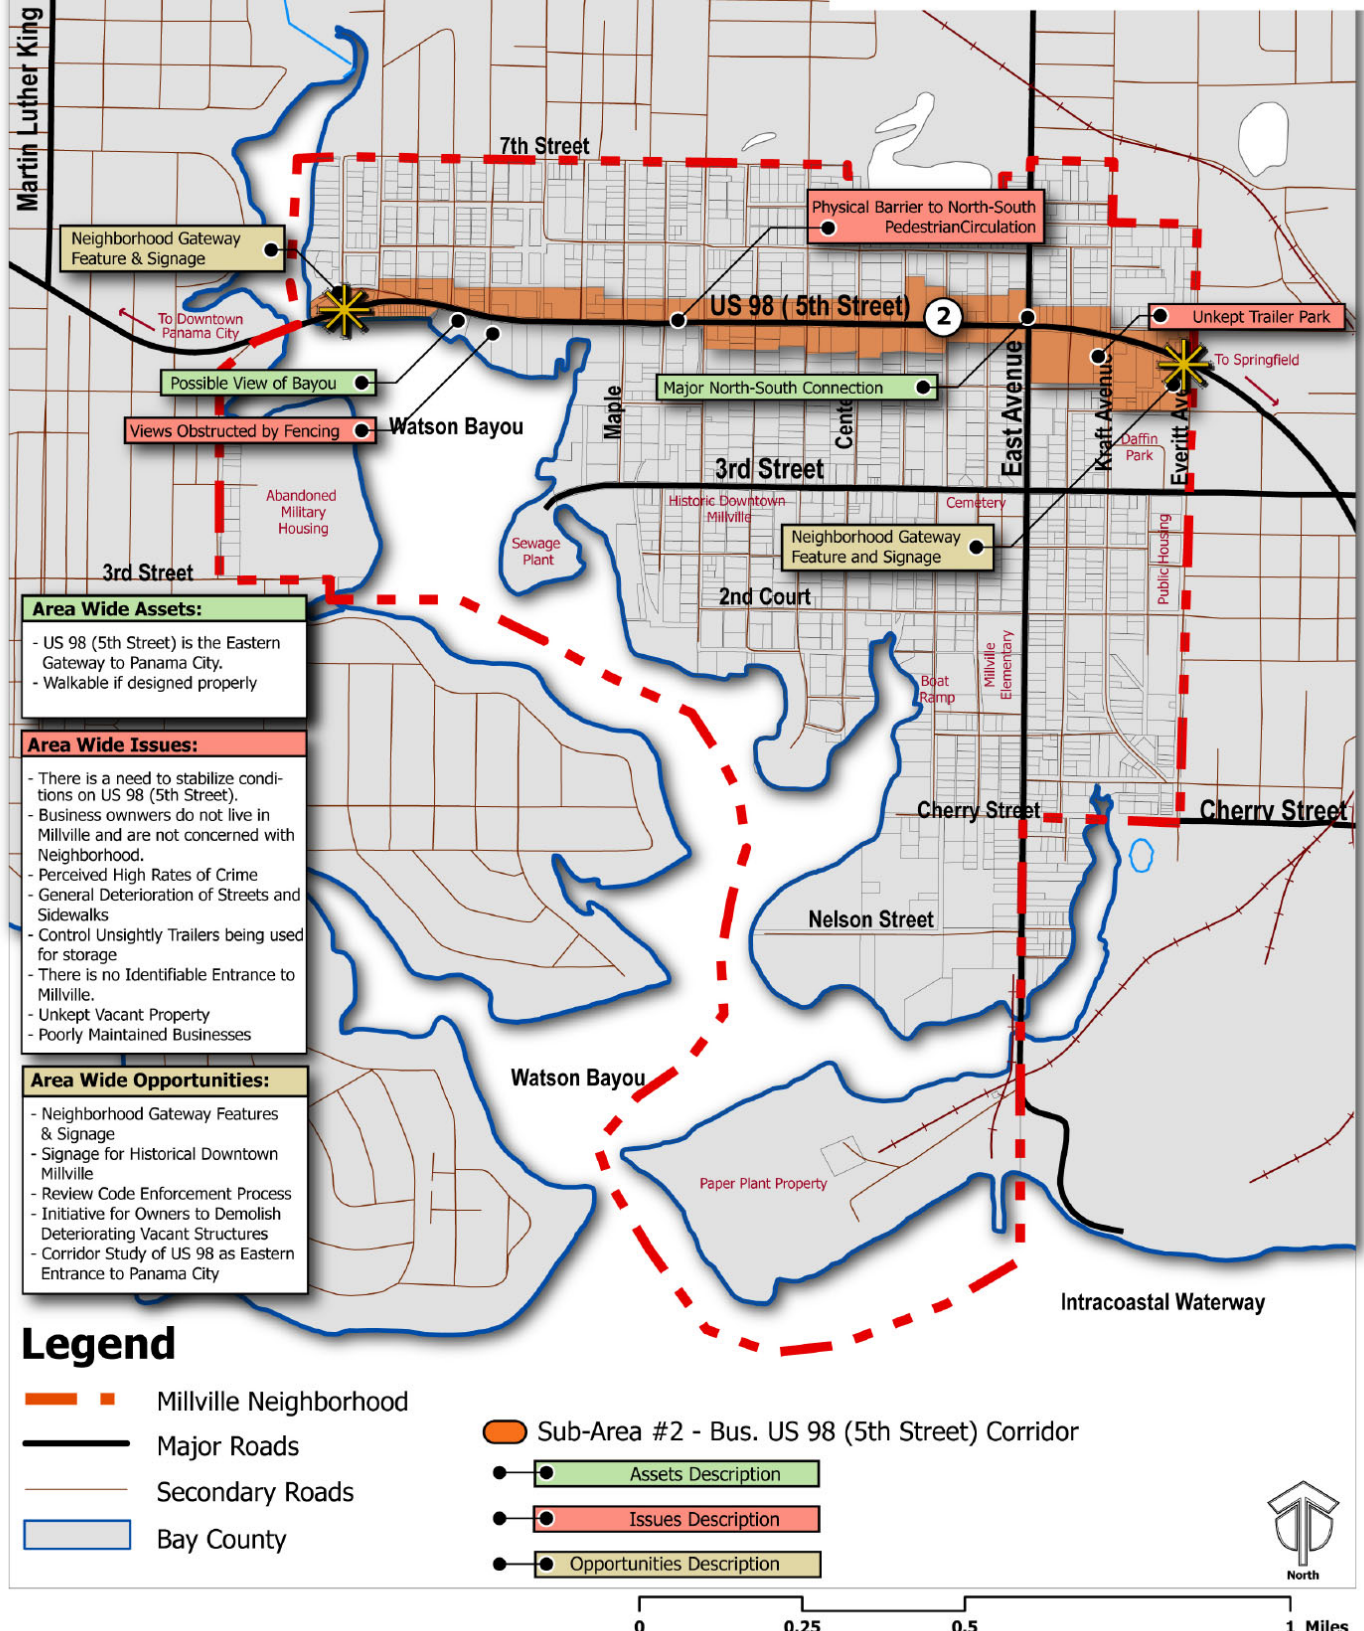 Martin Luther King
7th Street
Neighborhood Gateway
Feature & Signage
Physical Barrier to North-South
PedestrianCirculation
To Downtown
Panama City
US 98 ( 5th Street)
2
Unkept Trailer Park
To Springfield
Possible View of Bayou
Major North-South Connection
Views Obstructed by Fencing
Watson Bayou
Maple
Cente
East Avenue
Kraft Avenue
Everitt Ave
Daffin
Park
3rd Street
Historic Downtown
Millville
Cemetery
Abandoned
Military
Housing
Sewage
Plant
Neighborhood Gateway
Feature and Signage
Public Housing
3rd Street
2nd Court
Boat
Ramp
Millville
Elementary
Area Wide Assets:
- US 98 (5th Street) is the Eastern
Gateway to Panama City.
- Walkable if designed properly
Area Wide Issues:
- There is a need to stabilize condi-
tions on US 98 (5th Street).
- Business ownwers do not live in
Millville and are not concerned with
Neighborhood.
- Perceived High Rates of Crime
- General Deterioration of Streets and
Sidewalks
- Control Unsightly Trailers being used
for storage
- There is no Identifiable Entrance to
Millville.
- Unkept Vacant Property
- Poorly Maintained Businesses
Cherry Street
Cherry Street
Nelson Street
Area Wide Opportunities:
- Neighborhood Gateway Features
& Signage
- Signage for Historical Downtown
Millville
- Review Code Enforcement Process
- Initiative for Owners to Demolish
Deteriorating Vacant Structures
- Corridor Study of US 98 as Eastern
Entrance to Panama City
Watson Bayou
Paper Plant Property
Intracoastal Waterway
Legend
Millville Neighborhood
Major Roads
Secondary Roads
Bay County
Sub-Area #2 - Bus. US 98 (5th Street) Corridor
Assets Description
Issues Description
Opportunities Description
North
0 0.25 0.5 1 Miles